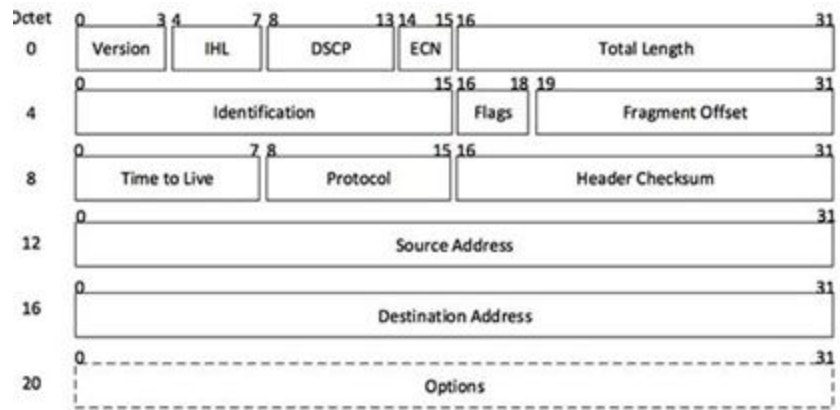 Octet 0 3 4 7 8 13 14 15 16 31
0 Version IHL DSCP ECN Total Length
0 15 16 18 19 31
4 Identification Flags Fragment Offset
0 7 8 15 16 31
8 Time to Live Protocol Header Checksum
0 31
12 Source Address
0 31
16 Destination Address
0 31
20 Options